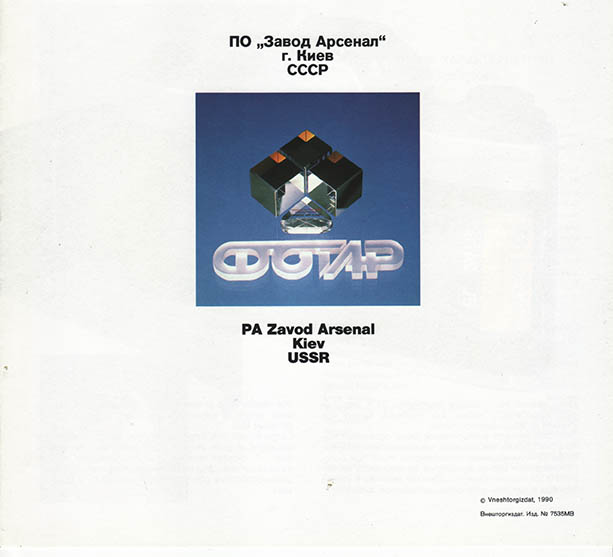 ПО „Завод Арсенал“
г. Киев
СССР
ФОТАР
PA Zavod Arsenal
Kiev
USSR
© Vneshtorgizdat, 1990
Внешторгиздат. Изд. № 7535МВ